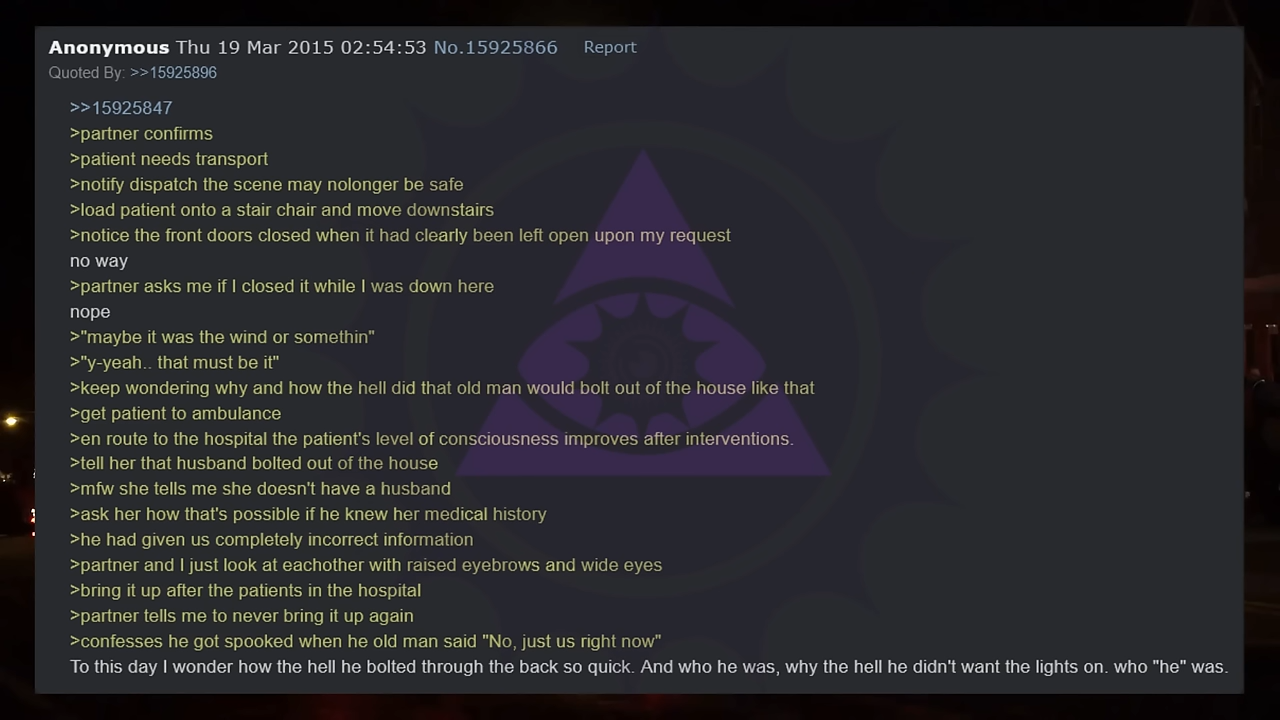 Anonymous Thu 19 Mar 2015 02:54:53 No.15925866 Report
Quoted By: >>15925896
>>15925847
>partner confirms
>patient needs transport
>notify dispatch the scene may nolonger be safe
>load patient onto a stair chair and move downstairs
>notice the front doors closed when it had clearly been left open upon my request
no way
>partner asks me if I closed it while I was down here
nope
>"maybe it was the wind or somethin"
>"y-yeah.. that must be it"
>keep wondering why and how the hell did that old man would bolt out of the house like that
>get patient to ambulance
>en route to the hospital the patient's level of consciousness improves after interventions.
>tell her that husband bolted out of the house
>mfw she tells me she doesn't have a husband
>ask her how that's possible if he knew her medical history
>he had given us completely incorrect information
>partner and I just look at eachother with raised eyebrows and wide eyes
>bring it up after the patients in the hospital
>partner tells me to never bring it up again
>confesses he got spooked when he old man said "No, just us right now"
To this day I wonder how the hell he bolted through the back so quick. And who he was, why the hell he didn't want the lights on. who "he" was.